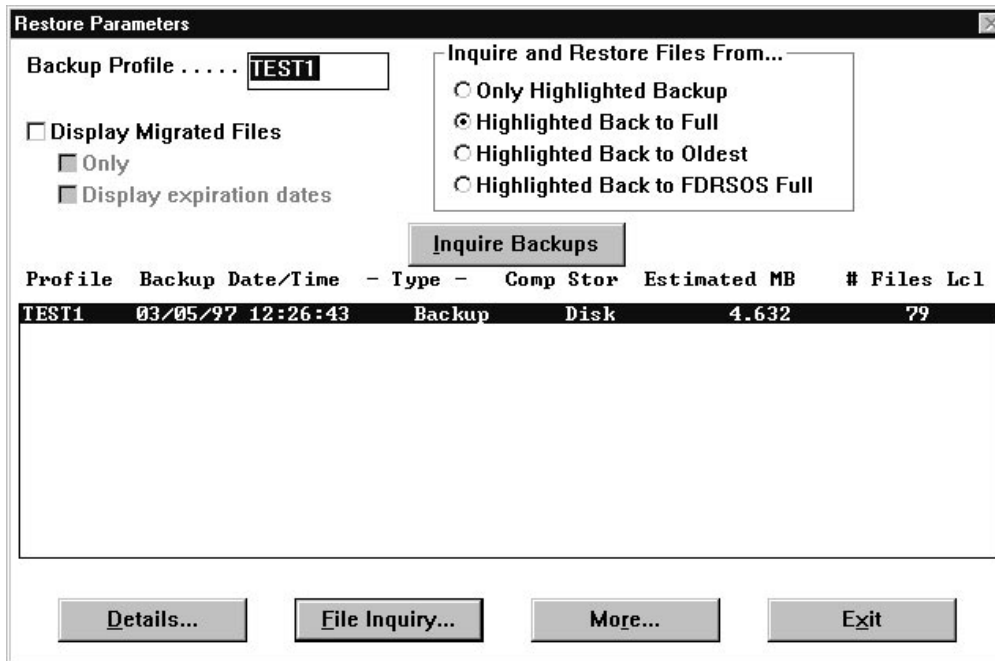 Restore Parameters
Backup Profile . . . . . TEST1
Display Migrated Files
Only
Display expiration dates
Inquire and Restore Files From...
Only Highlighted Backup
Highlighted Back to Full
Highlighted Back to Oldest
Highlighted Back to FDRSOS Full
Inquire Backups
Profile Backup Date/Time - Type - Comp Stor Estimated MB # Files Lcl
TEST1 03/05/97 12:26:43 Backup Disk 4.632 79
Details... File Inquiry... More... Exit